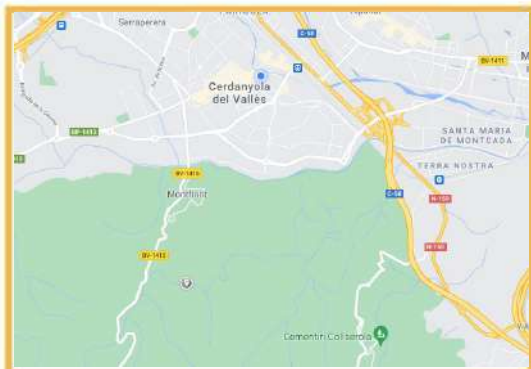 Serraperera
C-58
Cerdanyola
del Vallès
BV-1411
BP-1413
SANTA MARIA
DE MONTCADA
TERRA NOSTRA
BV-1415
Montflorit
C-58
N-150
N-150
BV-1415
Cementiri Collserola